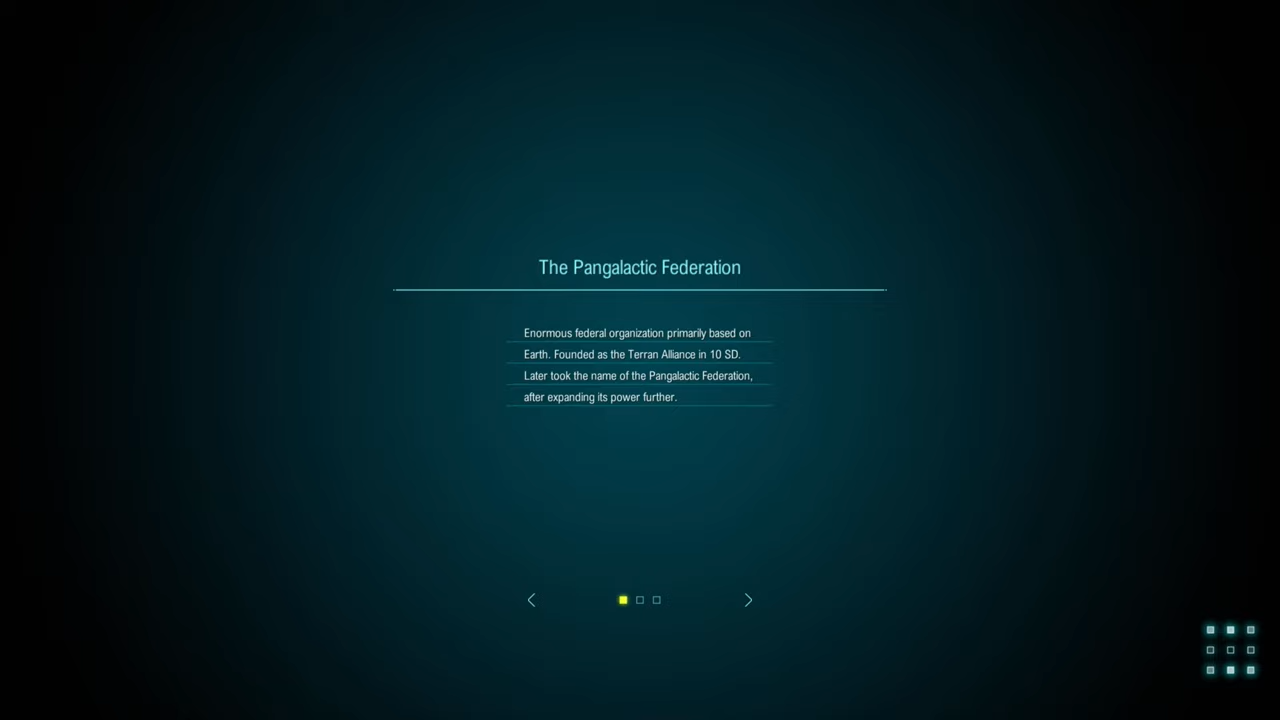 The Pangalactic Federation
Enormous federal organization primarily based on
Earth. Founded as the Terran Alliance in 10 SD.
Later took the name of the Pangalactic Federation,
after expanding its power further.